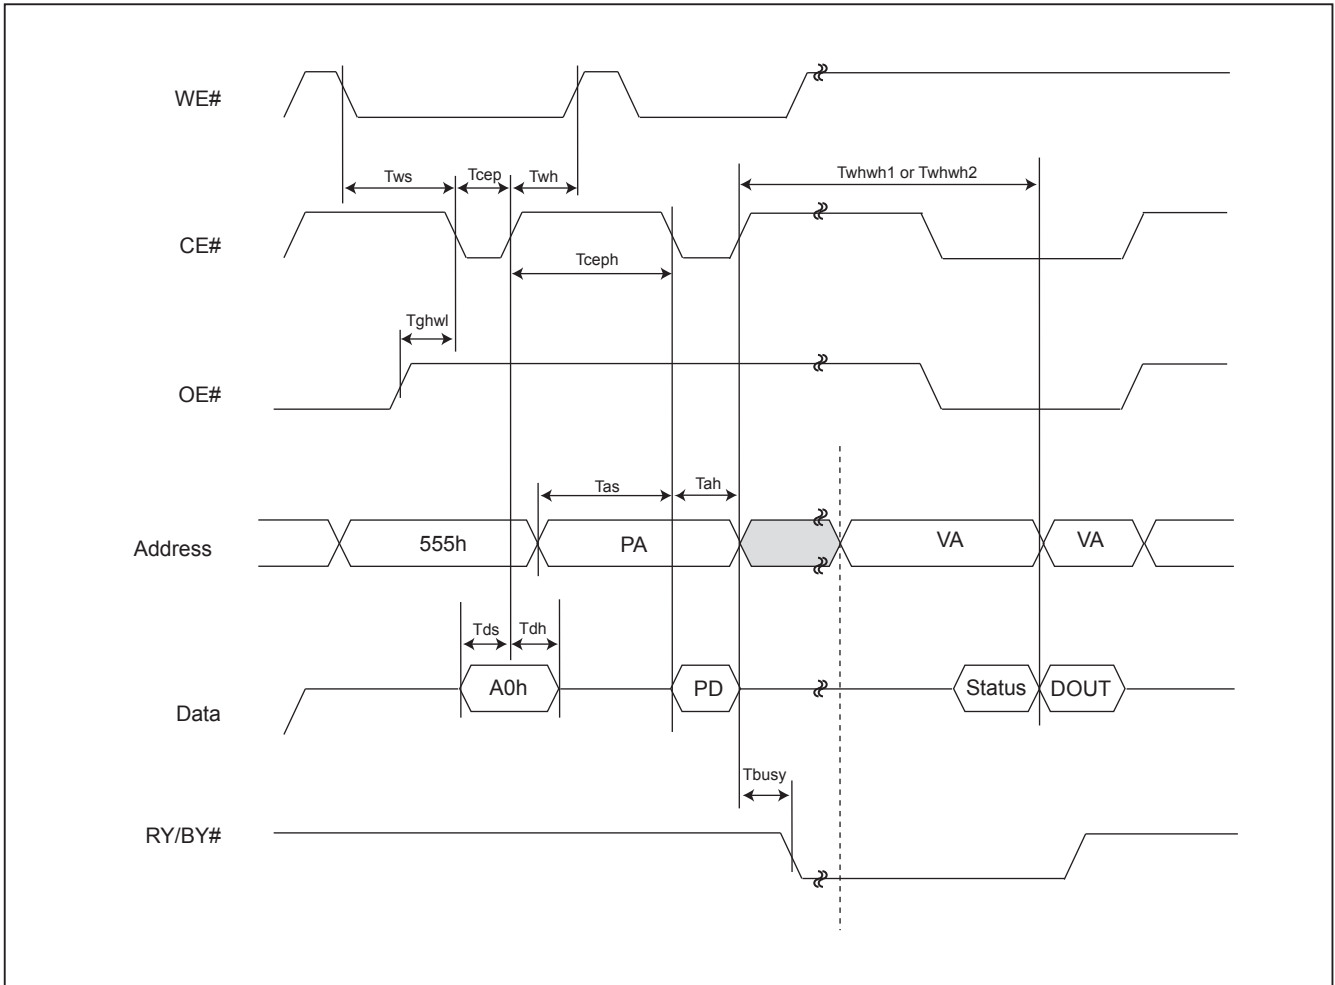 WE#
Tws
Tcep
Twh
Twhwh1 or Twhwh2
CE#
Tceph
Tghwl
OE#
Tas
Tah
Address
555h
PA
VA
VA
Tds
Tdh
Data
A0h
PD
Status
DOUT
Tbusy
RY/BY#